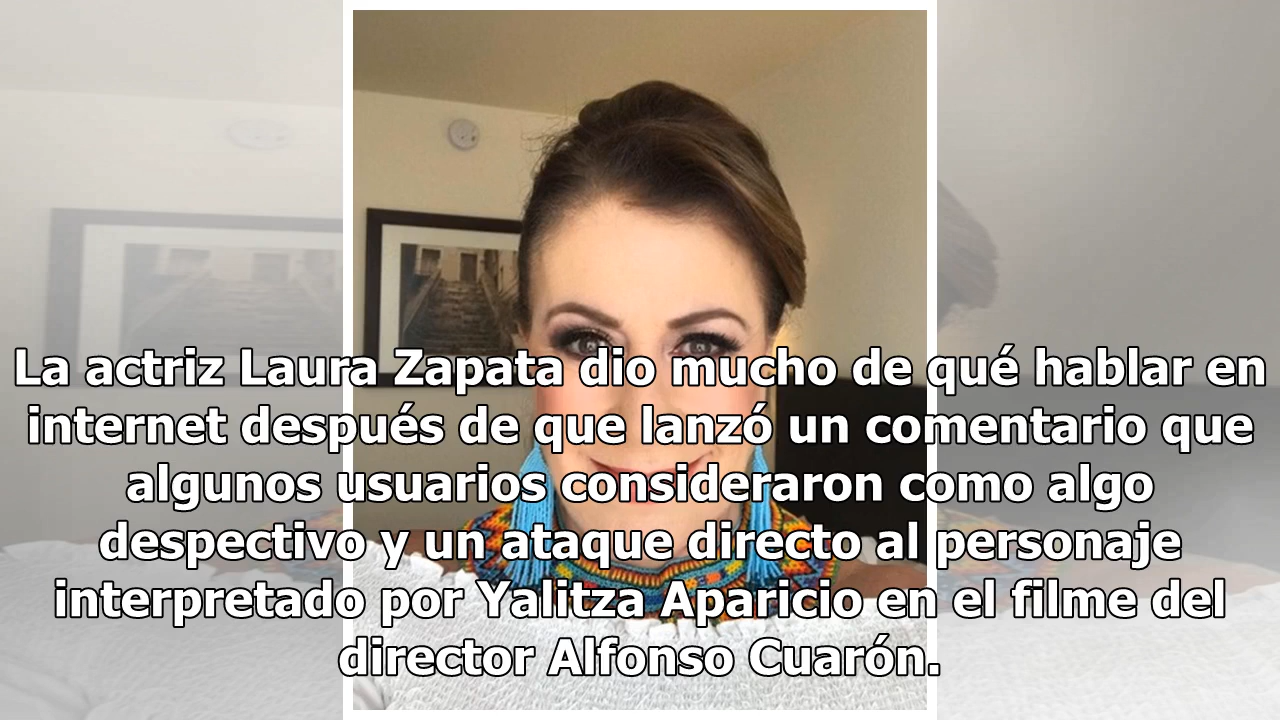 La actriz Laura Zapata dio mucho de qué hablar en
internet después de que lanzó un comentario que
algunos usuarios consideraron como algo
despectivo y un ataque directo al personaje
interpretado por Yalitza Aparicio en el filme del
director Alfonso Cuarón.